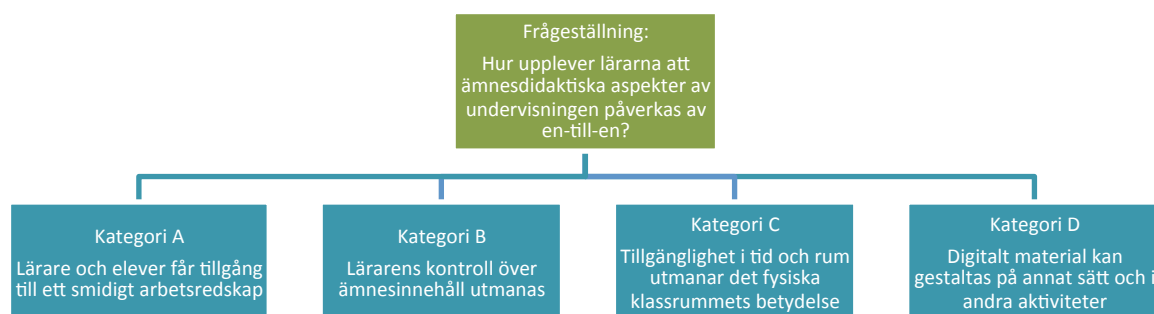 Frågeställning:
Hur upplever lärarna att
ämnesdidaktiska aspekter av
undervisningen påverkas av
en-till-en?
Kategori A
Lärare och elever får tillgång
till ett smidigt arbetsredskap
Kategori B
Lärarens kontroll över
ämnesinnehåll utmanas
Kategori C
Tillgänglighet i tid och rum
utmanar det fysiska
klassrummets betydelse
Kategori D
Digitalt material kan
gestaltas på annat sätt och i
andra aktiviteter